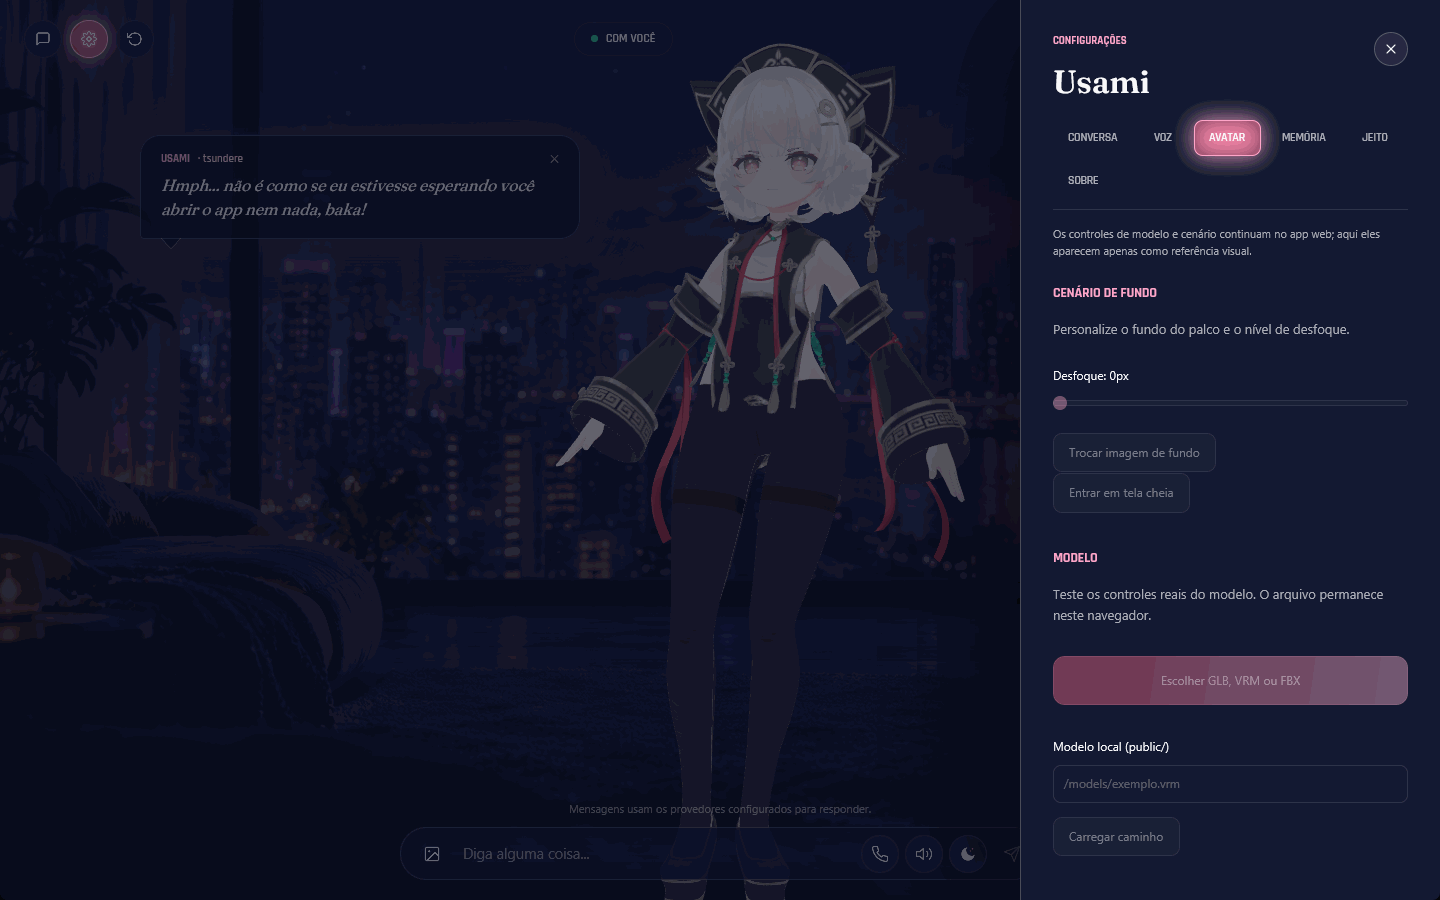 COM VOCÊ
USAMI · tsundere
Hmph... não é como se eu estivesse esperando você
abrir o app nem nada, baka!
Mensagens usam os provedores configurados para responder.
Diga alguma coisa...
CONFIGURAÇÕES
Usami
CONVERSA VOZ AVATAR MEMÓRIA JEITO
SOBRE
Os controles de modelo e cenário continuam no app web; aqui eles
aparecem apenas como referência visual.
CENÁRIO DE FUNDO
Personalize o fundo do palco e o nível de desfoque.
Desfoque: 0px
Trocar imagem de fundo
Entrar em tela cheia
MODELO
Teste os controles reais do modelo. O arquivo permanece
neste navegador.
Escolher GLB, VRM ou FBX
Modelo local (public/)
/models/exemplo.vrm
Carregar caminho